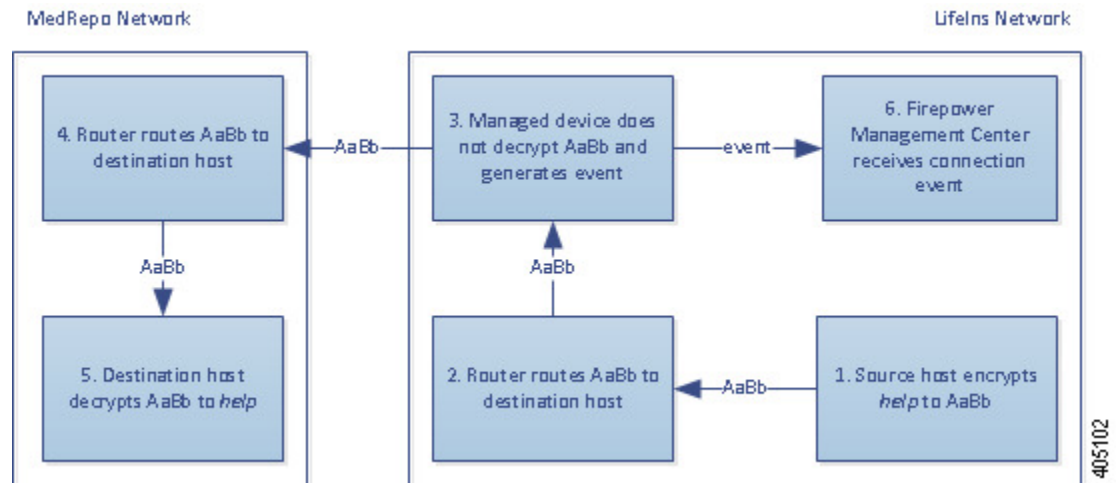 MedRepo Network
LifeIns Network
4. Router routes AaBb to
destination host
AaBb
3. Managed device does
not decrypt AaBb and
generates event
event
6. Firepower
Management Center
receives connection
event
AaBb
AaBb
5. Destination host
decrypts AaBb to help
2. Router routes AaBb to
destination host
AaBb
1. Source host encrypts
help to AaBb
405102